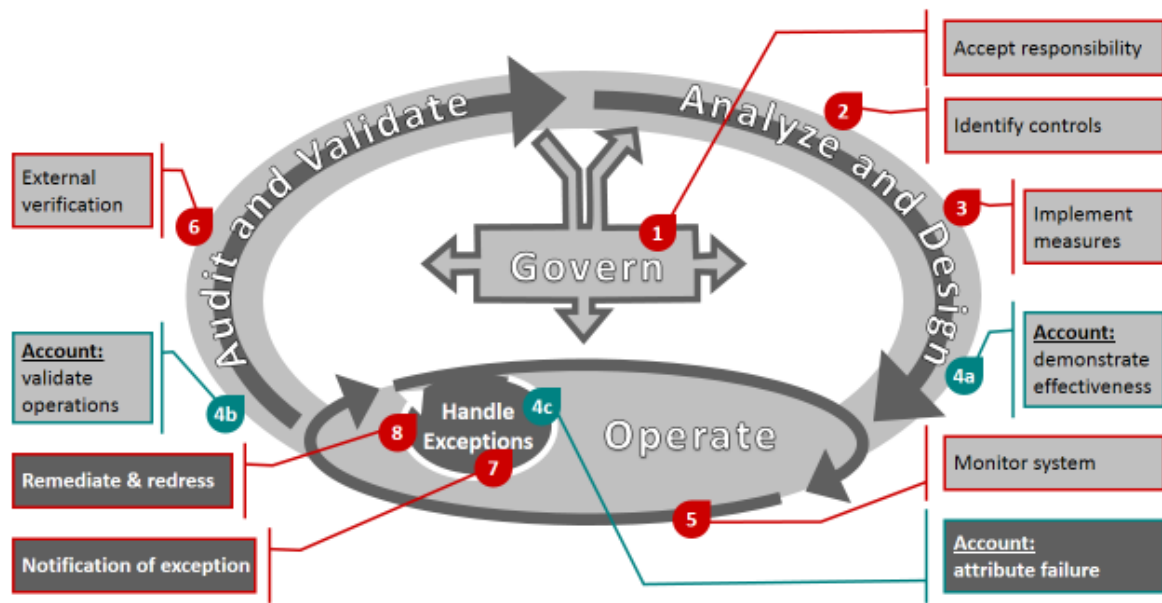 Accept responsibility
Audit and Validate
Analyze and Design
2
Identify controls
External
verification
6
3
Implement
measures
1
Govern
Account:
validate
operations
4b
4a
Account:
demonstrate
effectiveness
Handle
Exceptions
4c
8
7
Operate
Remediate & redress
Monitor system
5
Notification of exception
Account:
attribute failure